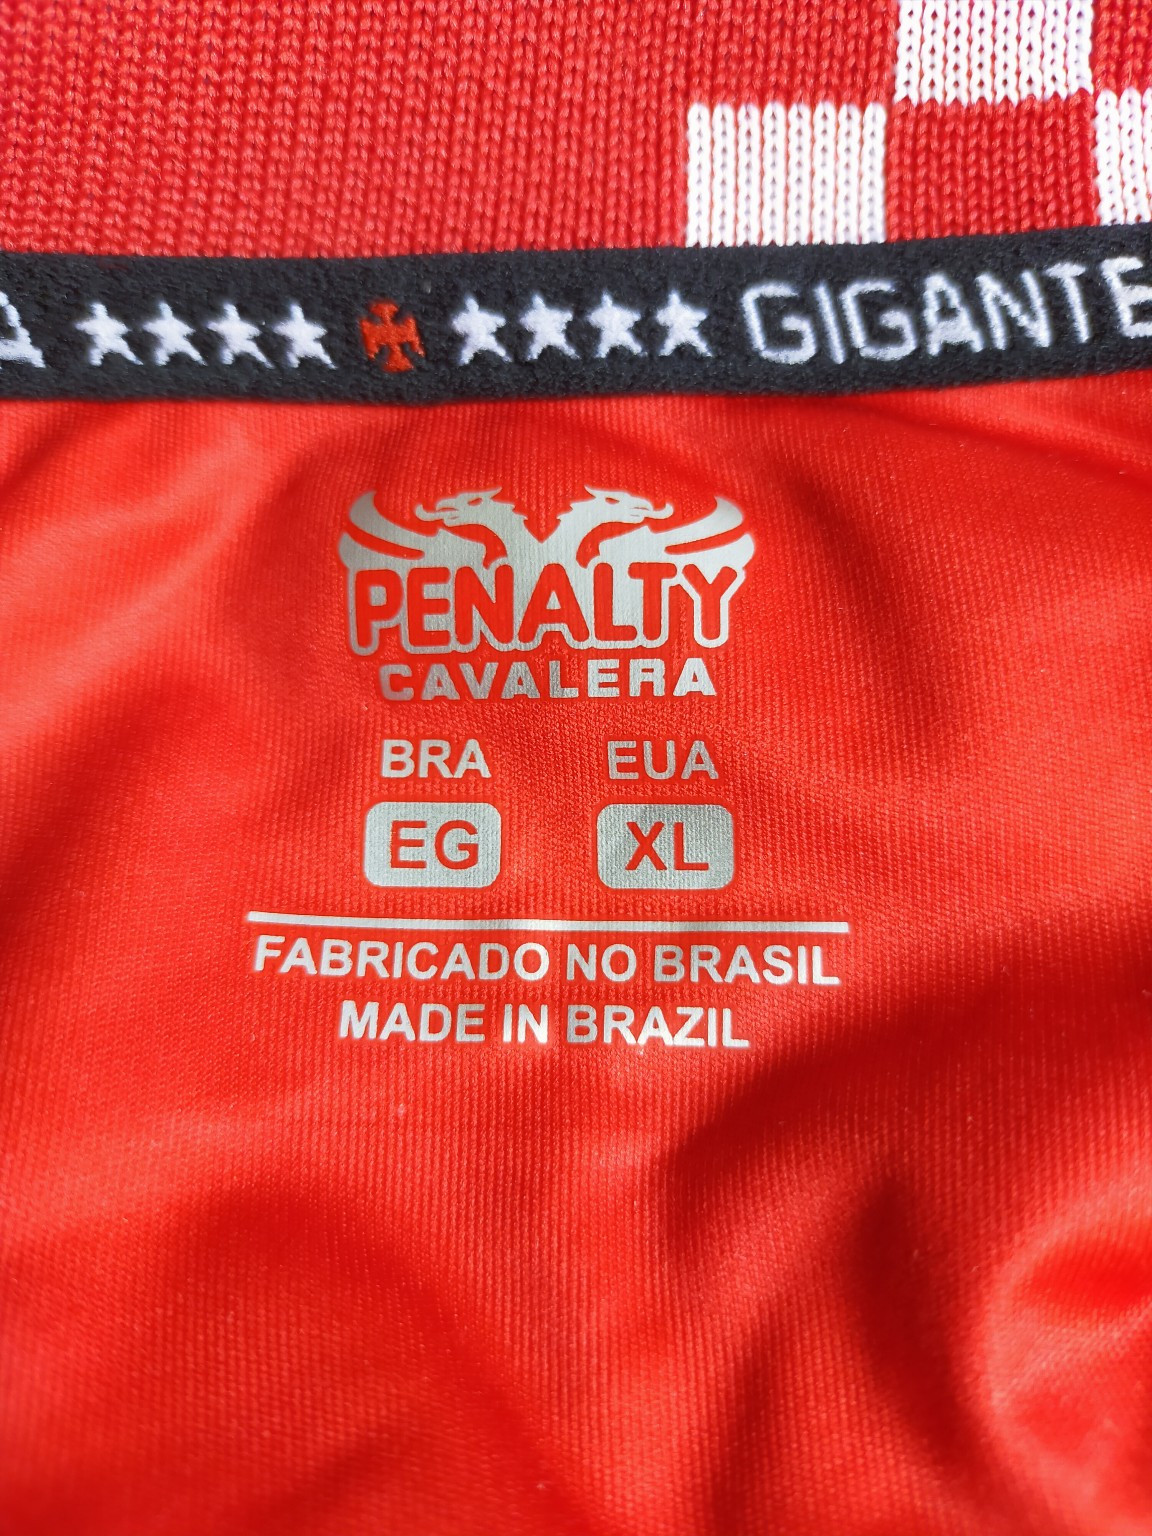 GIGANTE
PENALTY
CAVALERA
BRA EUA
EG XL
FABRICADO NO BRASIL
MADE IN BRAZIL